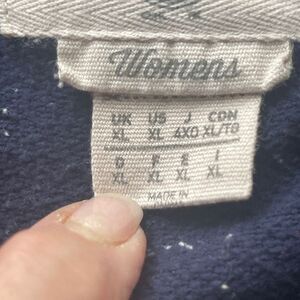 Womens
UK US J CDN
XL XL 4XO XL/TG
D F E I
XL XL XL XL
MADE IN